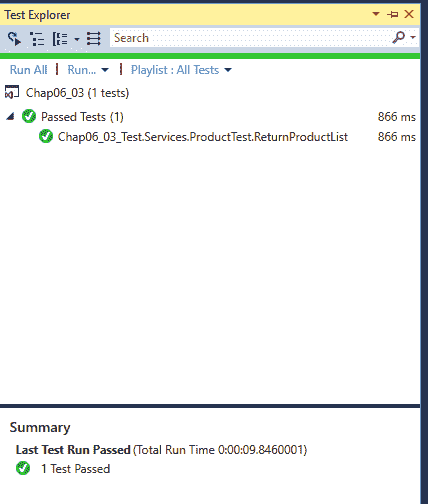 Test Explorer
Search
Run All Run... Playlist : All Tests
Chap06_03 (1 tests)
Passed Tests (1) 866 ms
Chap06_03_Test.Services.ProductTest.ReturnProductList 866 ms
Summary
Last Test Run Passed (Total Run Time 0:00:09.8460001)
1 Test Passed